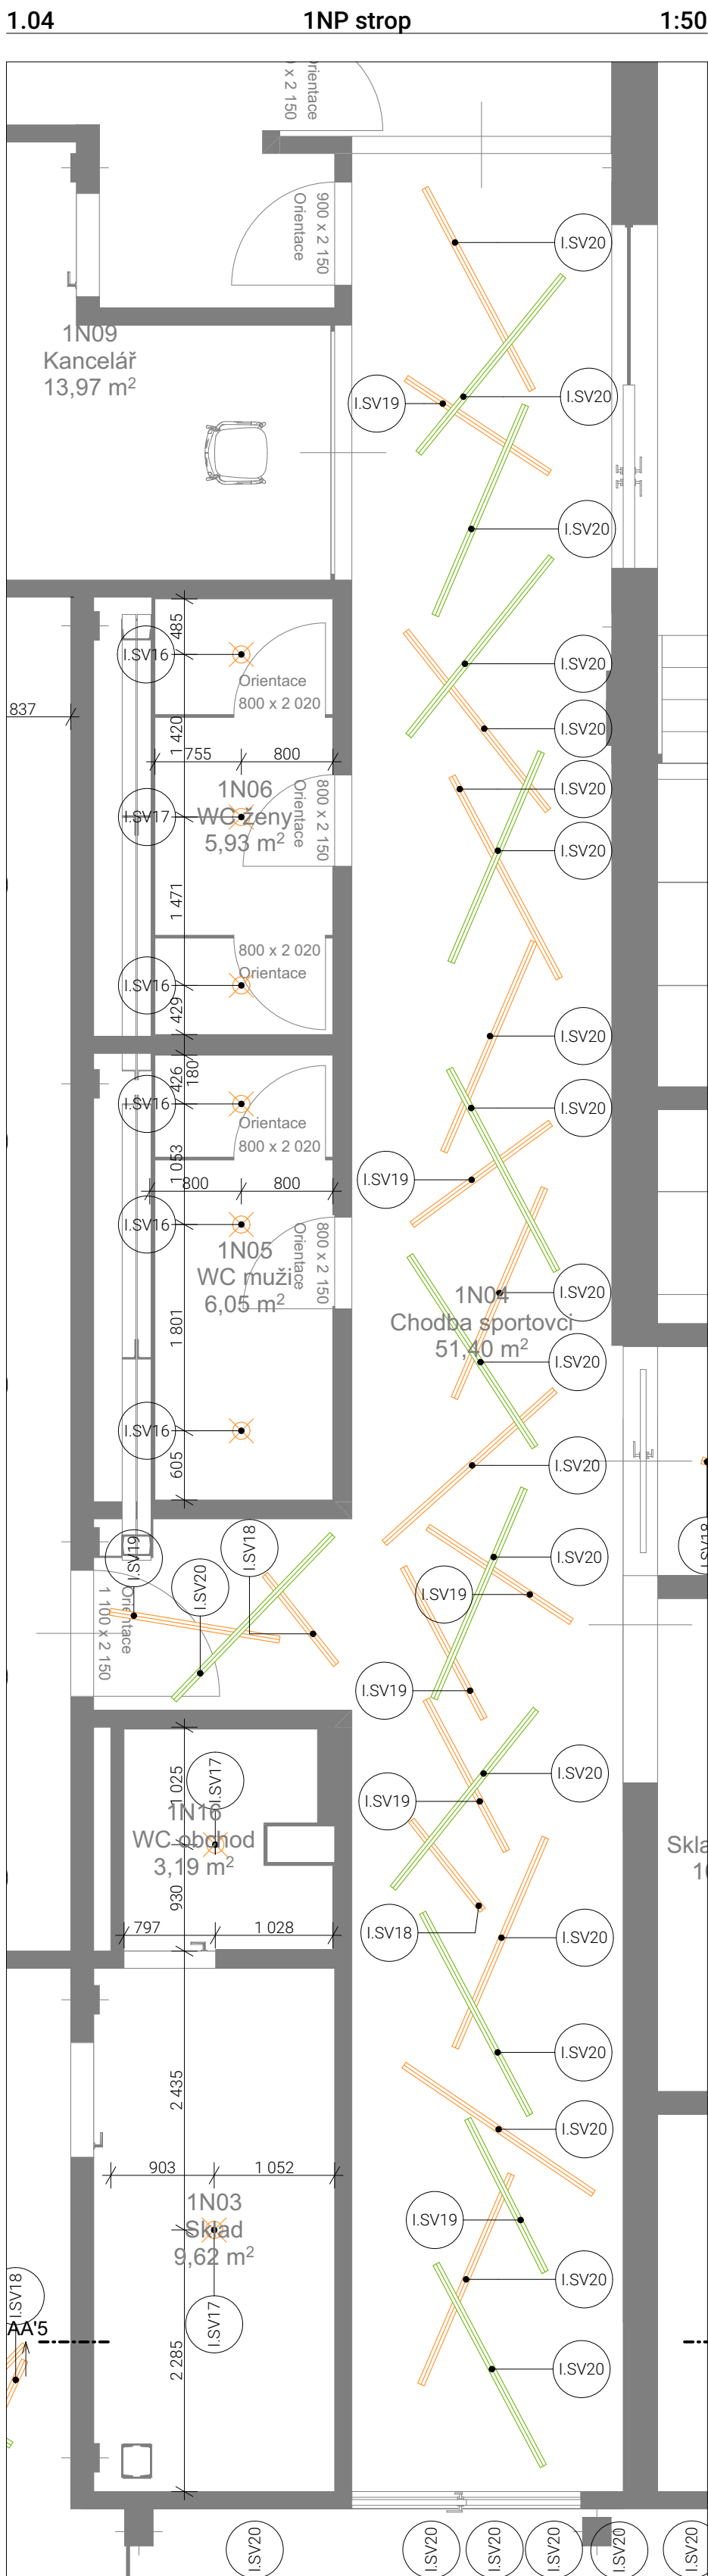 1.04
1NP strop
1:50
Orientace
x 2 150
900 x 2 150
Orientace
I.SV20
1N09
Kancelář
13,97 m²
I.SV19
I.SV20
I.SV20
485
I.SV16
Orientace
800 x 2 020
I.SV20
837
1 420
I.SV20
755
800
I.SV20
1N06
WC ženy
5,93 m²
I.SV17
Orientace
800 x 2 150
I.SV20
1 471
800 x 2 020
Orientace
I.SV16
429
I.SV20
426
180
I.SV16
Orientace
800 x 2 020
I.SV20
1 053
I.SV19
800
800
I.SV16
1N05
WC muži
6,05 m²
Orientace
800 x 2 150
1N04
Chodba sportovci
51,40 m²
I.SV20
1 801
I.SV20
I.SV16
605
I.SV20
I.SV19
I.SV20
I.SV18
I.SV20
I.SV18
Orientace
1 100 x 2 150
I.SV19
I.SV19
1 025
I.SV17
I.SV20
1N16
WC obchod
3,19 m²
I.SV19
930
797
1 028
I.SV18
I.SV20
I.SV20
2 435
I.SV20
903
1 052
1N03
Sklad
9,62 m²
I.SV19
I.SV17
I.SV18
I.SV20
AA'5
2 285
I.SV20
I.SV20
I.SV20
I.SV20
I.SV20
I.SV20
I.SV20